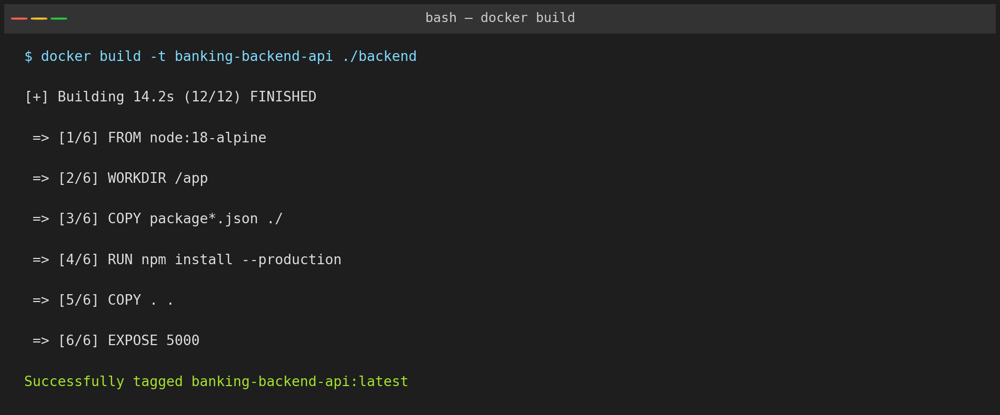 bash — docker build
$ docker build -t banking-backend-api ./backend
[+] Building 14.2s (12/12) FINISHED
=> [1/6] FROM node:18-alpine
=> [2/6] WORKDIR /app
=> [3/6] COPY package*.json ./
=> [4/6] RUN npm install --production
=> [5/6] COPY . .
=> [6/6] EXPOSE 5000
Successfully tagged banking-backend-api:latest